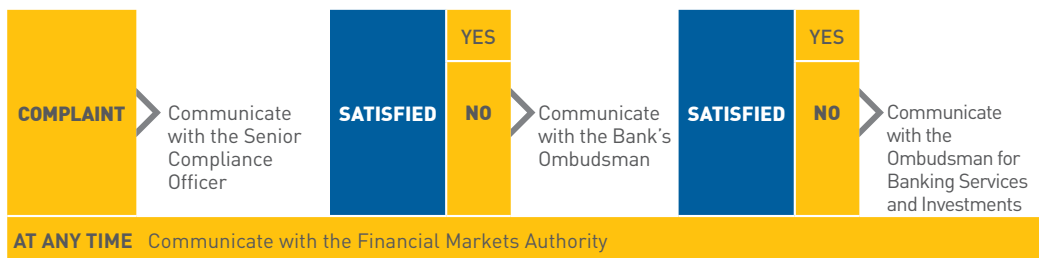 COMPLAINT
Communicate
with the Senior
Compliance
Officer
SATISFIED
YES
NO
Communicate
with the Bank's
Ombudsman
SATISFIED
YES
NO
Communicate
with the
Ombudsman for
Banking Services
and Investments
AT ANY TIME Communicate with the Financial Markets Authority